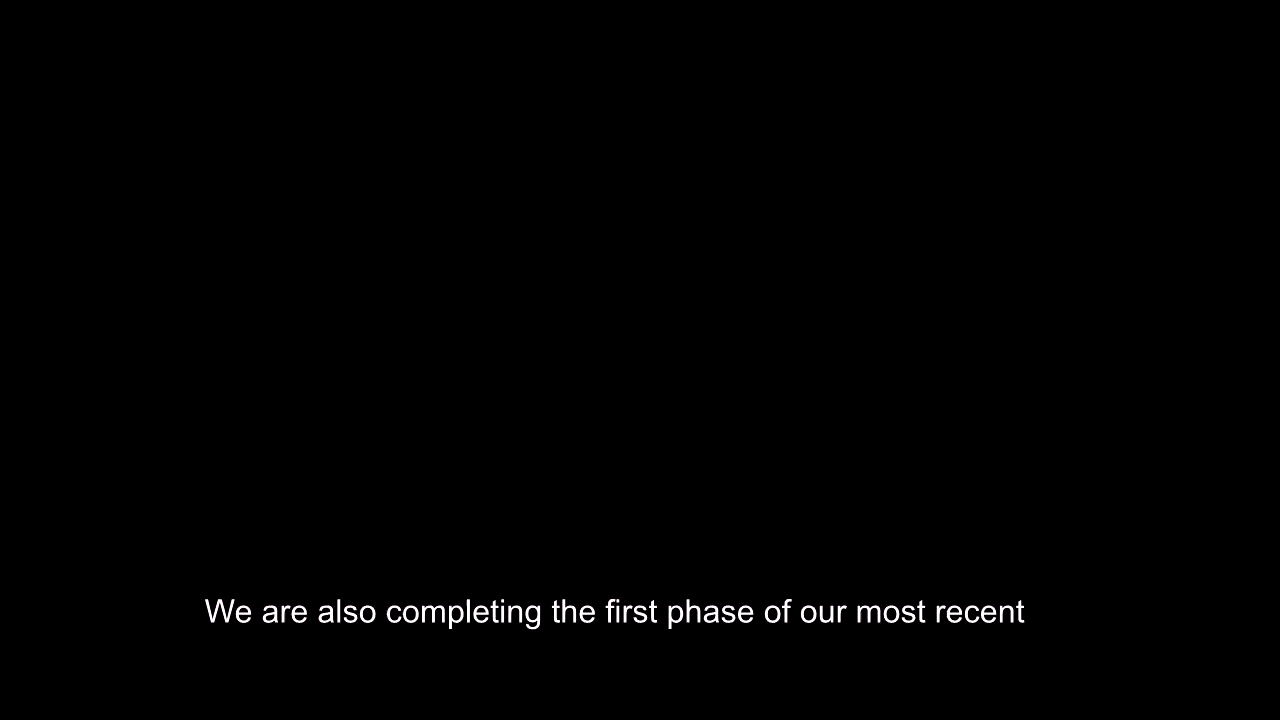 We are also completing the first phase of our most recent